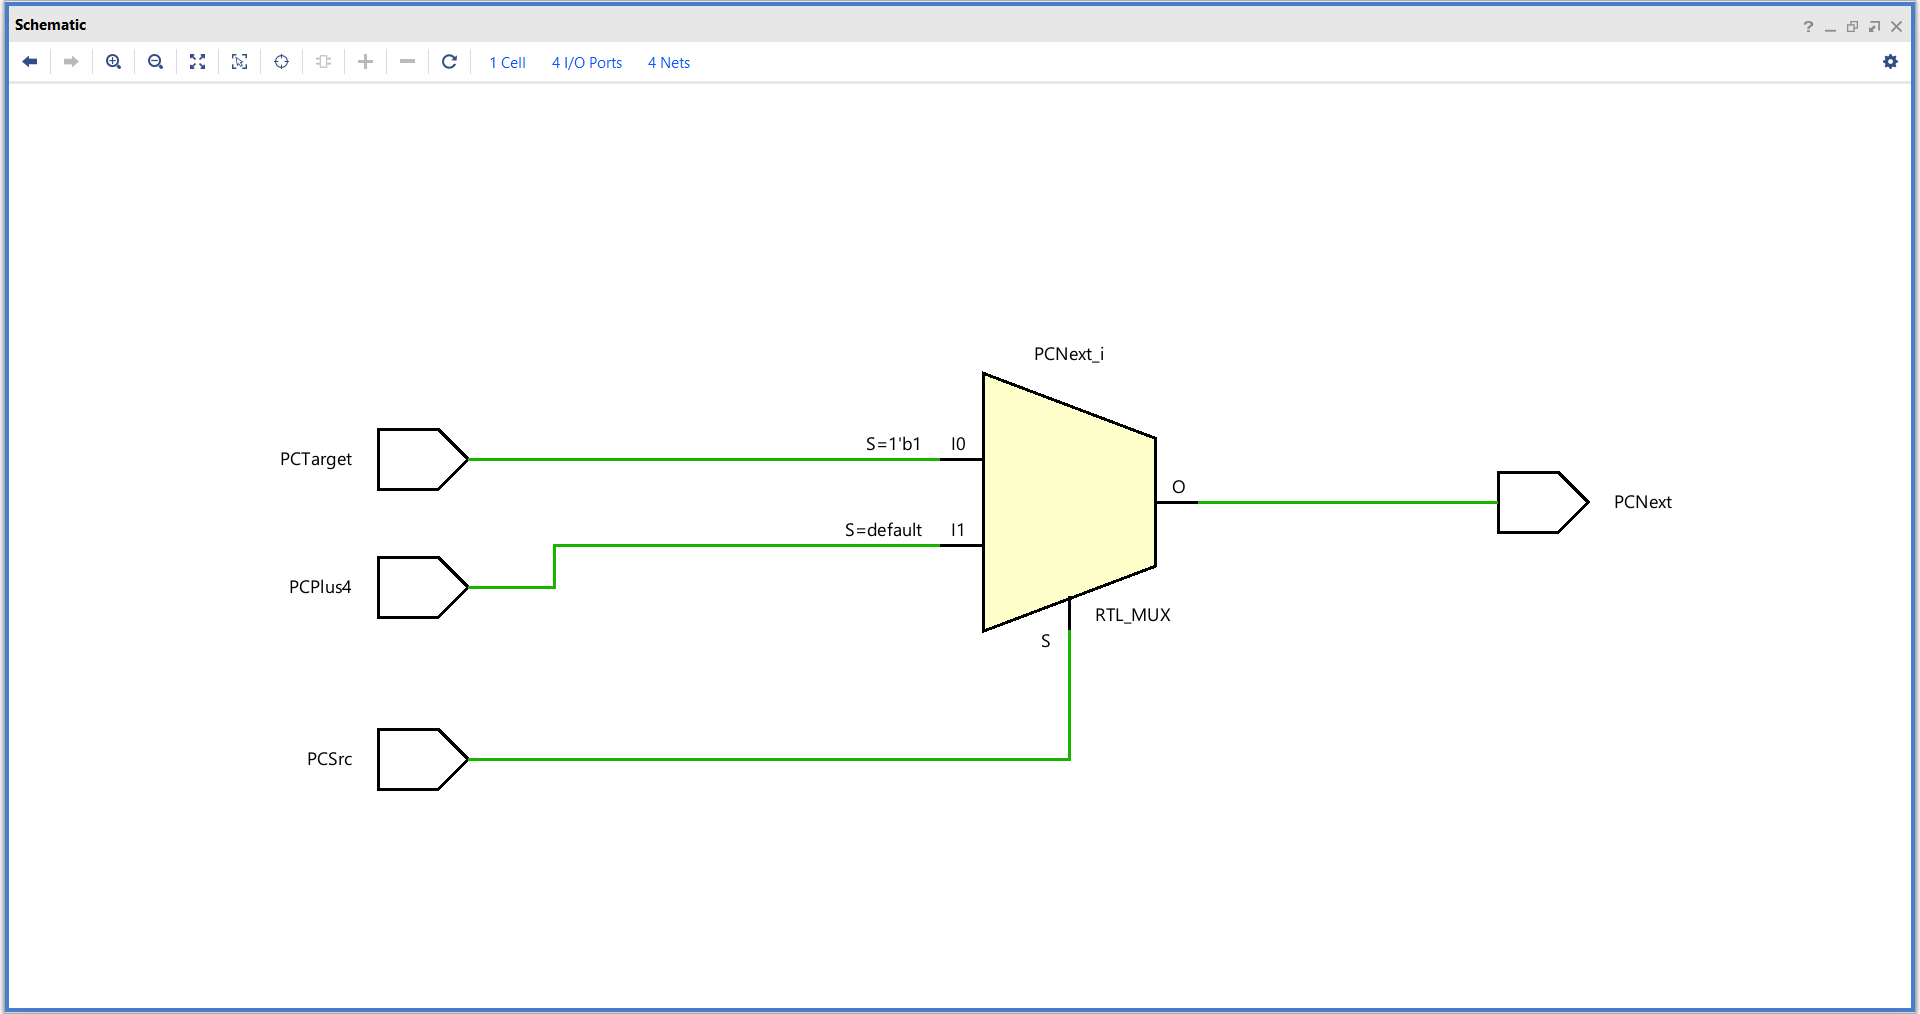 Schematic
?
1 Cell 4 I/O Ports 4 Nets
PCNext_i
S=1'b1 I0
PCTarget
O
PCNext
S=default I1
PCPlus4
RTL_MUX
S
PCSrc